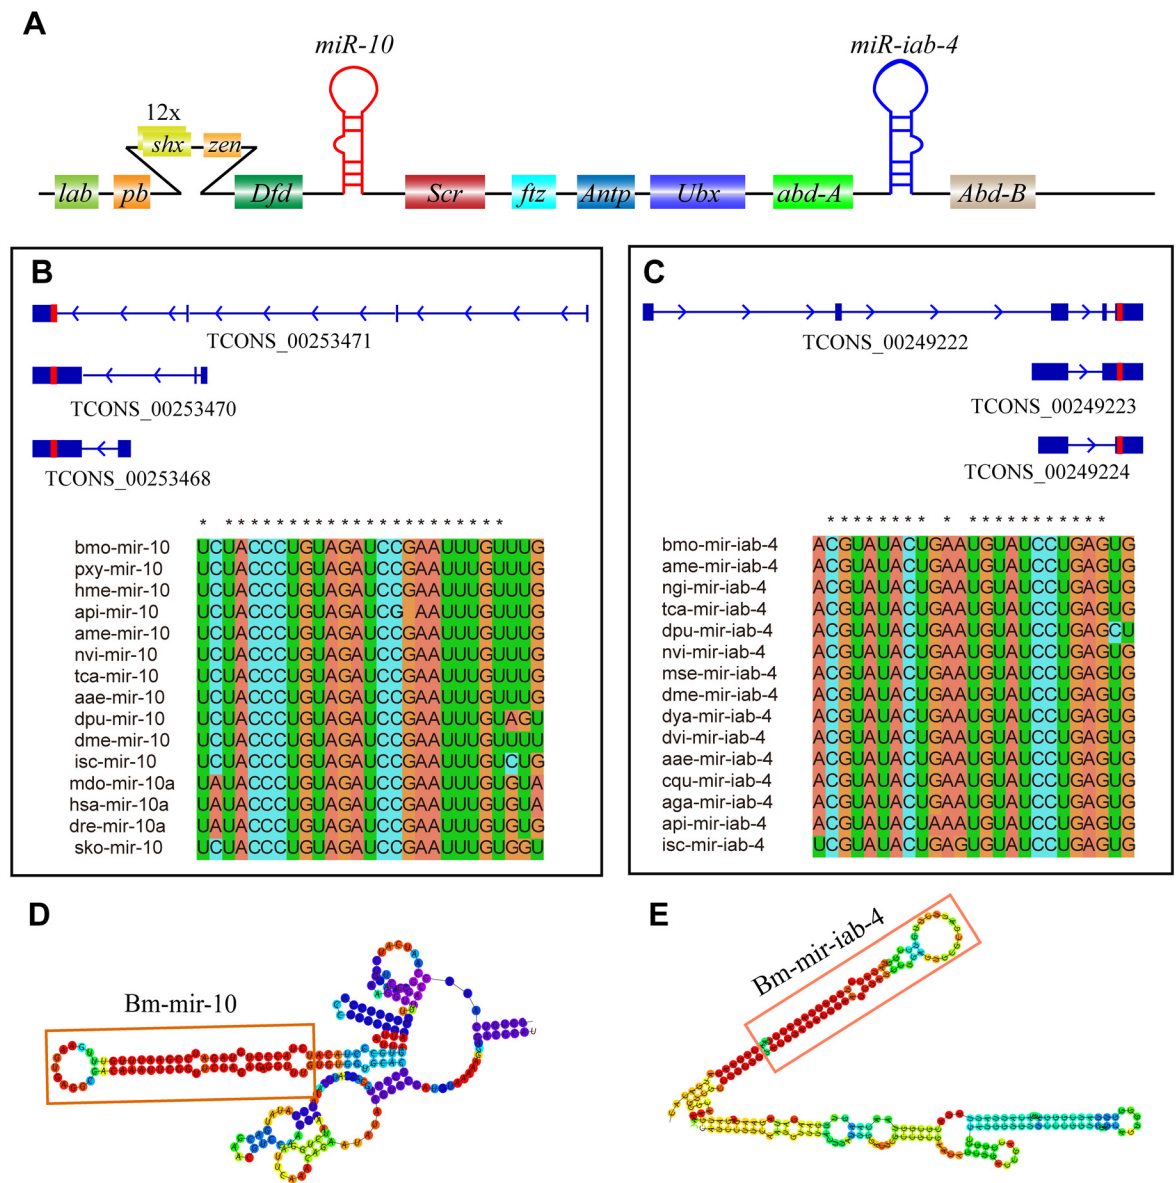 A
miR-10
miR-iab-4
12x
shx
zen
lab
pb
Dfd
Scr
ftz
Antp
Ubx
abd-A
Abd-B
B
TCONS_00253471
TCONS_00253470
TCONS_00253468
* ***********************
bmo-mir-10 UCUACCCUGUAGAUCCGAAUUUGUUUG
pxy-mir-10 UCUACCCUGUAGAUCCGAAUUUGUUUG
hme-mir-10 UCUACCCUGUAGAUCCGAAUUUGUUUG
api-mir-10 UCUACCCUGUAGAUCCG AAUUUGUUUG
ame-mir-10 UCUACCCUGUAGAUCCGAAUUUGUUUG
nvi-mir-10 UCUACCCUGUAGAUCCGAAUUUGUUUG
tca-mir-10 UCUACCCUGUAGAUCCGAAUUUGUUUG
aae-mir-10 UCUACCCUGUAGAUCCGAAUUUGUUUG
dpu-mir-10 UCUACCCUGUAGAUCCGAAUUUGUAGU
dme-mir-10 UCUACCCUGUAGAUCCGAAUUUGUUUU
isc-mir-10 UCUACCCUGUAGAUCCGAAUUUGUCUG
mdo-mir-10a UAUACCCUGUAGAUCCGAAUUUGUGUA
hsa-mir-10a UAUACCCUGUAGAUCCGAAUUUGUGUA
dre-mir-10a UAUACCCUGUAGAUCCGAAUUUGUGUG
sko-mir-10 UCUACCCUGUAGAUCCGAAUUUGUGGU
C
TCONS_00249222
TCONS_00249223
TCONS_00249224
******** * ***********
bmo-mir-iab-4 ACGUAUACUGAAUGUAUCCUGAGUG
ame-mir-iab-4 ACGUAUACUGAAUGUAUCCUGAGUG
ngi-mir-iab-4 ACGUAUACUGAAUGUAUCCUGAGUG
tca-mir-iab-4 ACGUAUACUGAAUGUAUCCUGAGUG
dpu-mir-iab-4 ACGUAUACUGAAUGUAUCCUGAGCU
nvi-mir-iab-4 ACGUAUACUGAAUGUAUCCUGAGUG
mse-mir-iab-4 ACGUAUACUGAAUGUAUCCUGAGUG
dme-mir-iab-4 ACGUAUACUGAAUGUAUCCUGAGUG
dya-mir-iab-4 ACGUAUACUGAAUGUAUCCUGAGUG
dvi-mir-iab-4 ACGUAUACUGAAUGUAUCCUGAGUG
aae-mir-iab-4 ACGUAUACUGAAUGUAUCCUGAGUG
cqu-mir-iab-4 ACGUAUACUGAAUGUAUCCUGAGUG
aga-mir-iab-4 ACGUAUACUGAAUGUAUCCUGAGUG
api-mir-iab-4 ACGUAUACUAAAUGUAUCCUGAGUG
isc-mir-iab-4 UCGUAUACUGAGUGUAUCCUGAGUG
D
Bm-mir-10
E
Bm-mir-iab-4